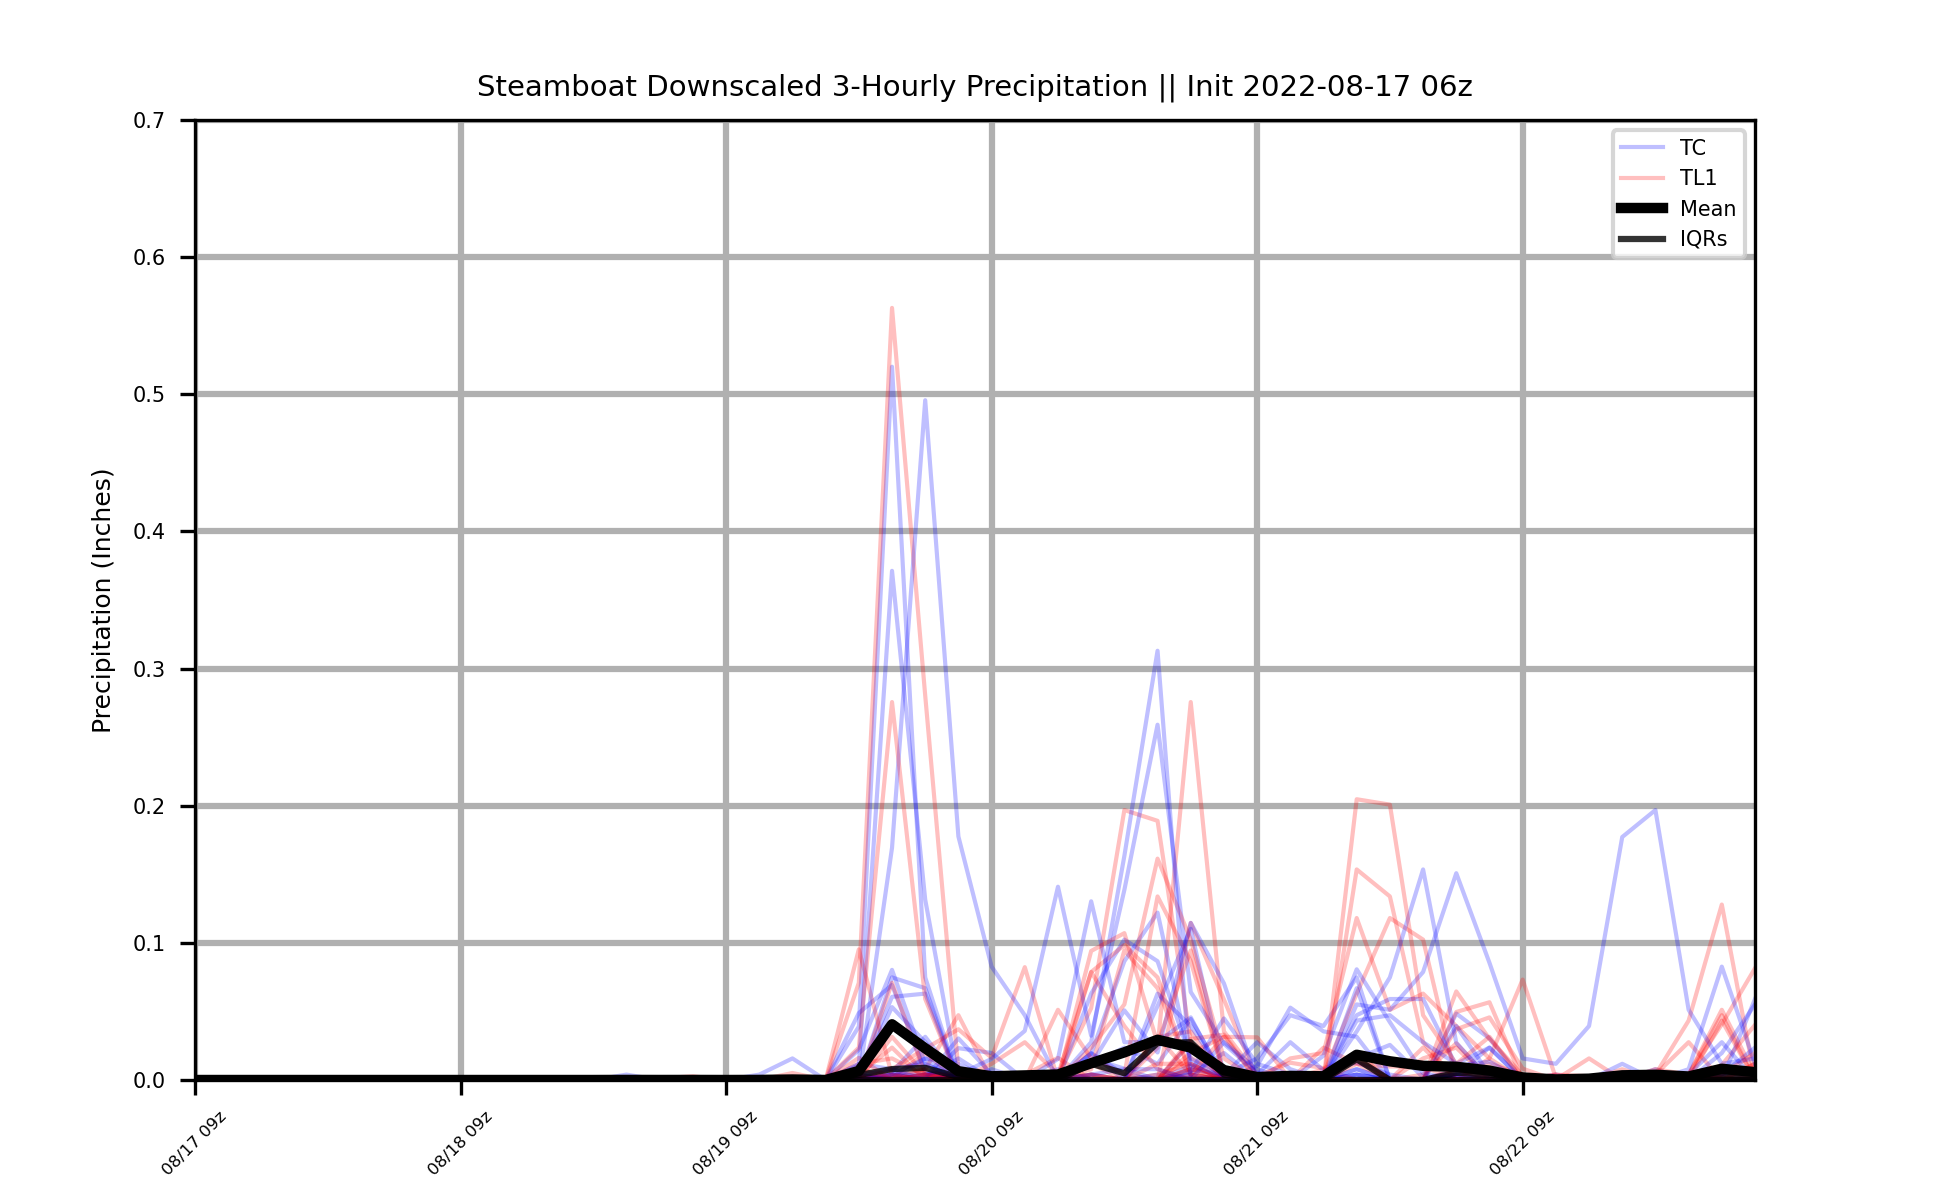 Steamboat Downscaled 3-Hourly Precipitation || Init 2022-08-17 06z
0.7
0.6
0.5
0.4
0.3
0.2
0.1
0.0
Precipitation (Inches)
TC
TL1
Mean
IQRs
08/17 09z
08/18 09z
08/19 09z
08/20 09z
08/21 09z
08/22 09z